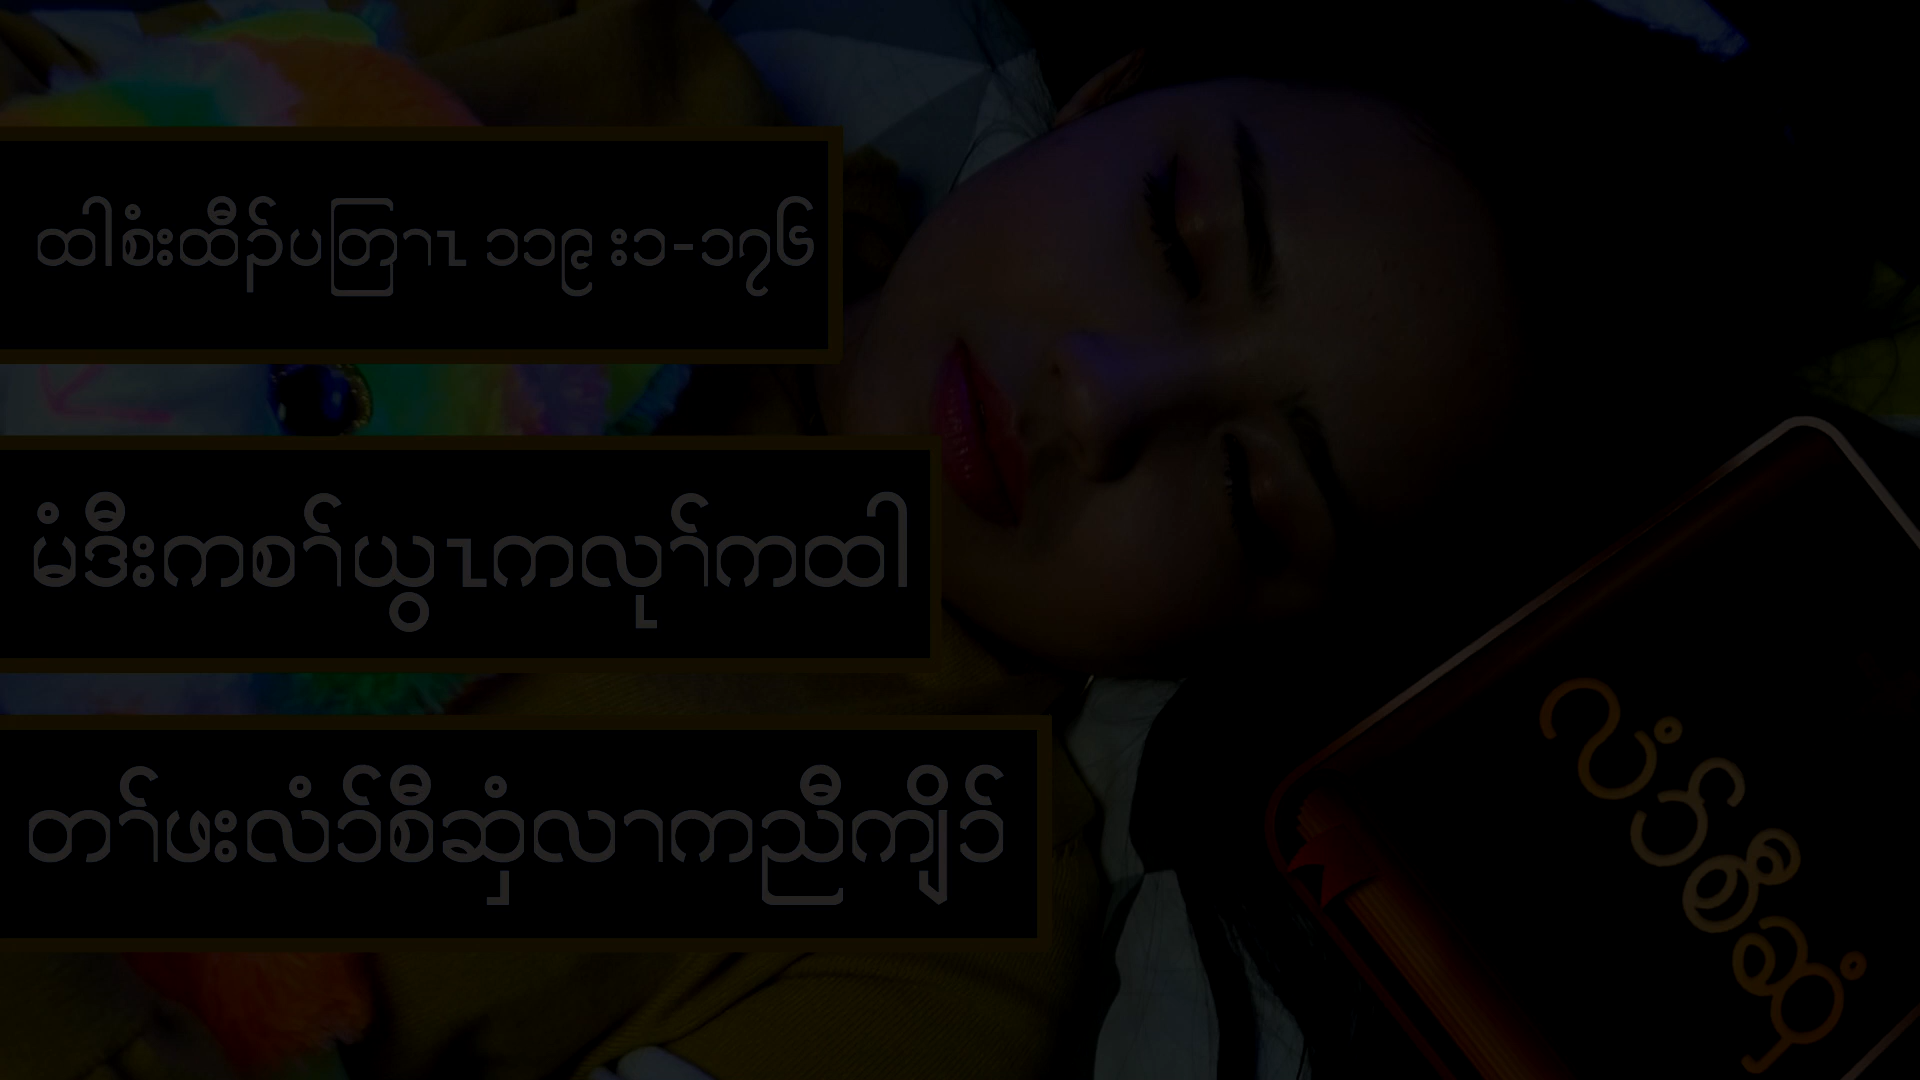 ထါစံးထီၣ်ပတြၢၤ ၁၁၉ း၁-၁၇၆
မံဒီးကစၢ်ယွၤကလုၢ်ကထါ
တၢ်ဖးလံာ်စီဆှံလၢကညီကျိာ်
လံာ်စီဆှံ